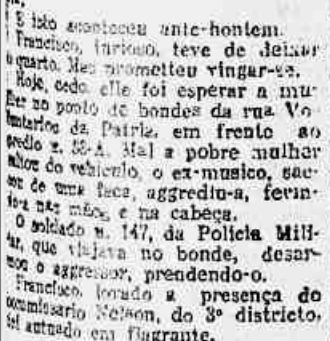 E isto aconteceu ante-hontem.
Francisco, furioso, teve de deixar
o quarto. Mas prometteu vingar-se.
Hoje, cedo, elle foi esperar a mu-
lher no ponto de bondes da rua Vo-
luntarios da Patria, em frente ao
predio n. 88-A. Mal a pobre mulher
saltou do vehiculo, o ex-musico, sac-
cando de uma faca, aggrediu-a, ferin-
do-a nas mãos e na cabeça.
O soldado n. 147, da Policia Mili-
tar, que viajava no bonde, desar-
mou o aggressor, prendendo-o.
Francisco, levado a presença do
commissario Nelson, do 3º districto,
foi autuado em flagrante.